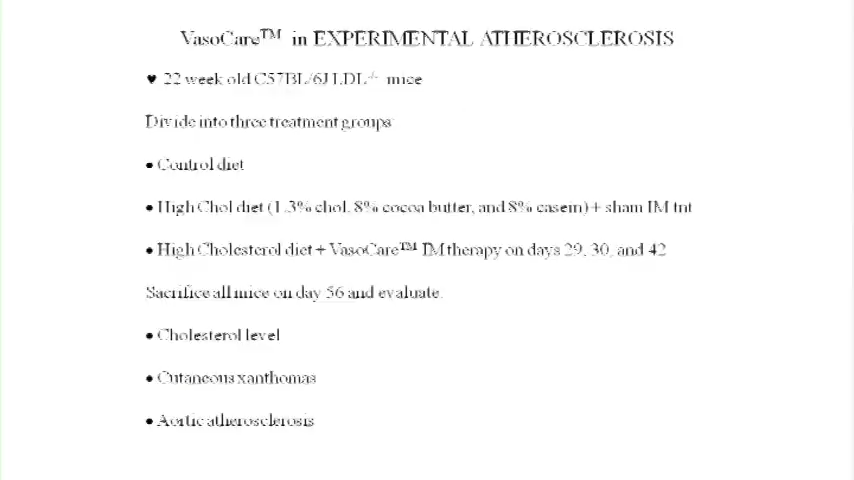 VasoCare™ in EXPERIMENTAL ATHEROSCLEROSIS
♥ 22 week old C57BL/6J LDL-/- mice
Divide into three treatment groups
• Control diet
• High Chol diet (1.3% chol, 8% cocoa butter, and 8% casein) + sham IM tnt
• High Cholesterol diet + VasoCare™ IM therapy on days 29, 30, and 42
Sacrifice all mice on day 56 and evaluate:
• Cholesterol level
• Cutaneous xanthomas
• Aortic atherosclerosis